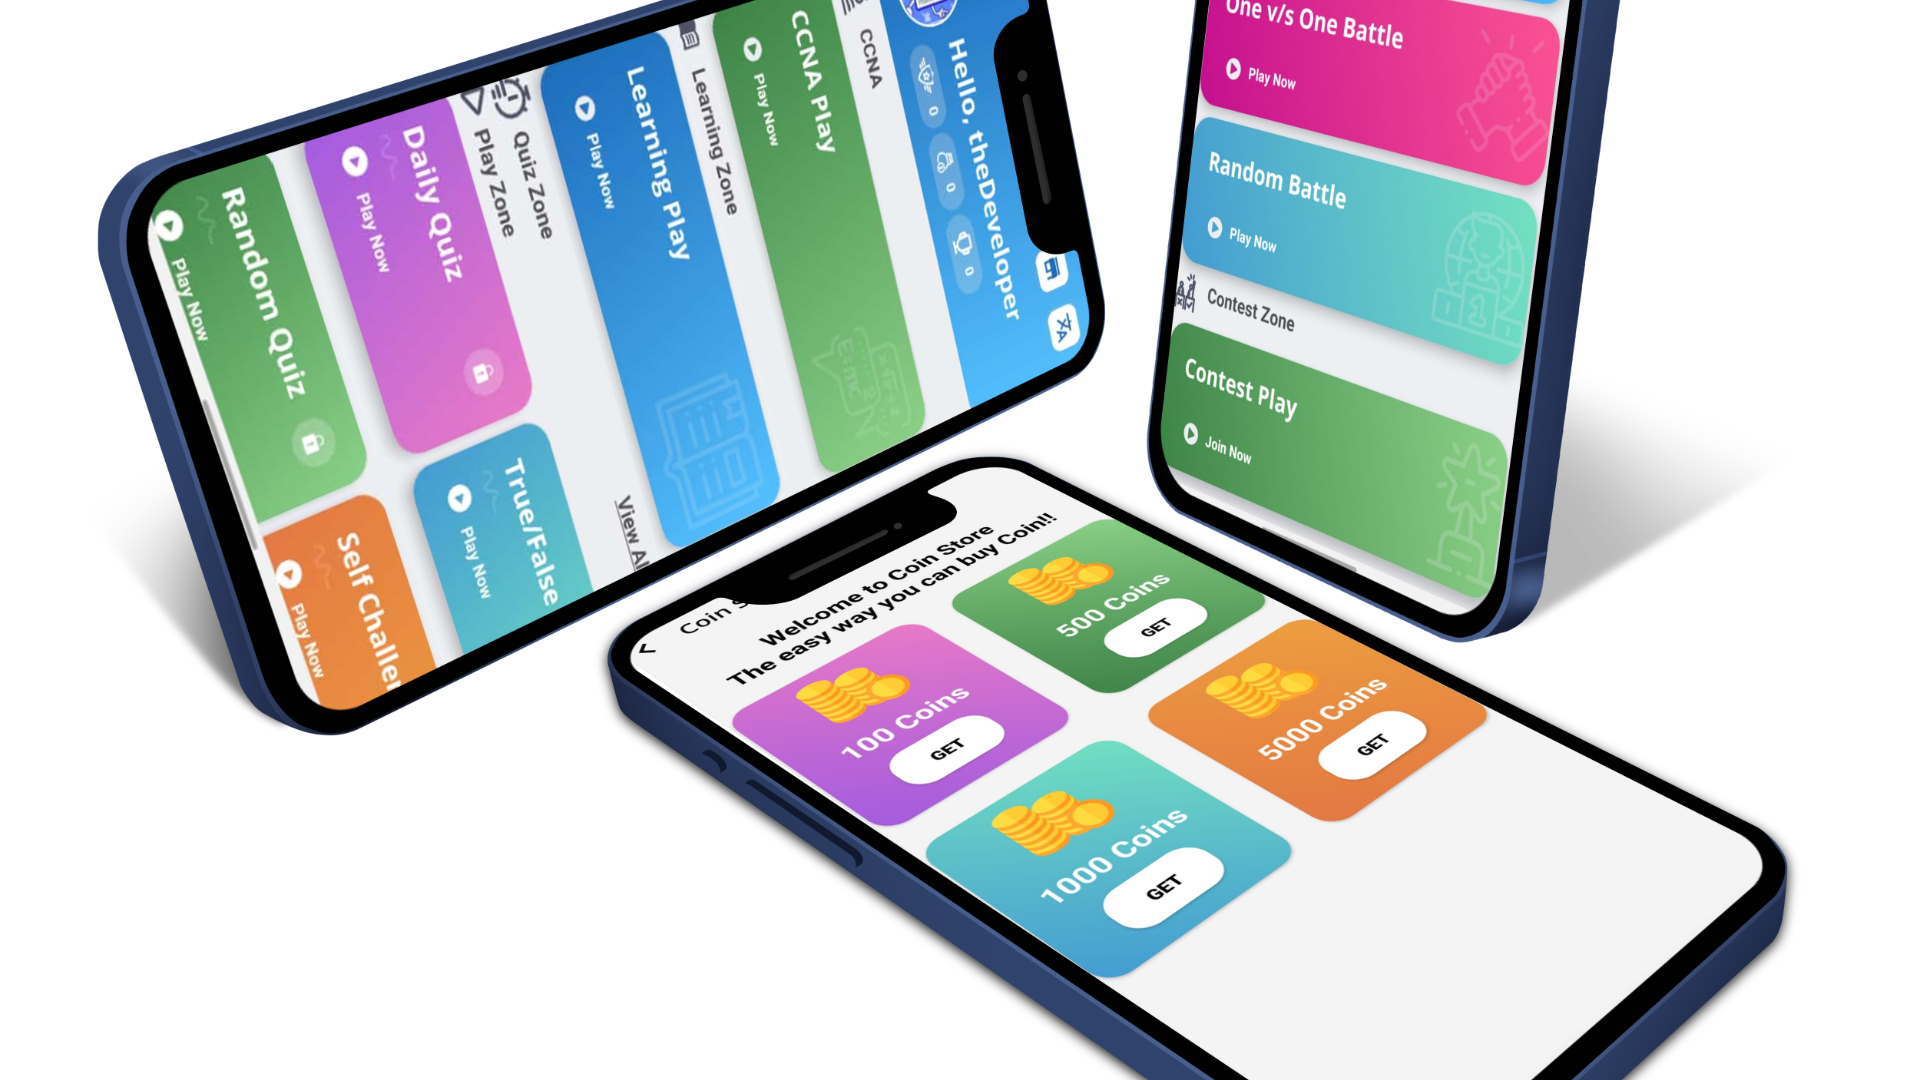 Hello, theDeveloper
0
0
0
CCNA
CCNA Play
Play Now
Learning Zone
Learning Play
Play Now
Quiz Zone
Play Zone
View Al
Daily Quiz
Play Now
True/False
Play Now
Random Quiz
Play Now
Self Challe
Play Now
One v/s One Battle
Play Now
Random Battle
Play Now
Contest Zone
Contest Play
Join Now
Coin S
Welcome to Coin Store
The easy way you can buy Coin!!
100 Coins
GET
500 Coins
GET
1000 Coins
GET
5000 Coins
GET